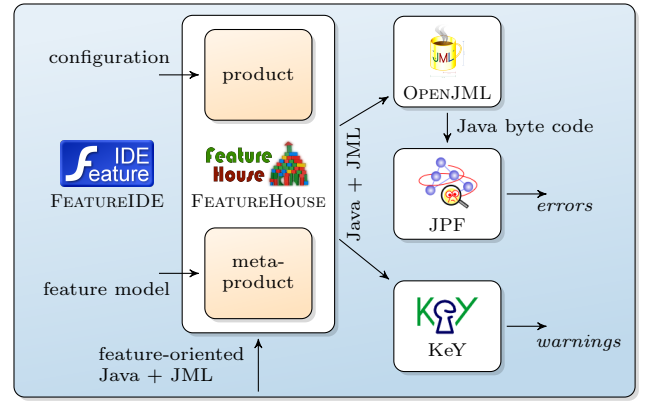 configuration
product
JML
OPENJML
Java byte code
IDE
Feature
FEATUREIDE
Feature
House
FEATUREHOUSE
Java + JML
JPF
errors
feature model
meta-
product
KEY
KeY
warnings
feature-oriented
Java + JML